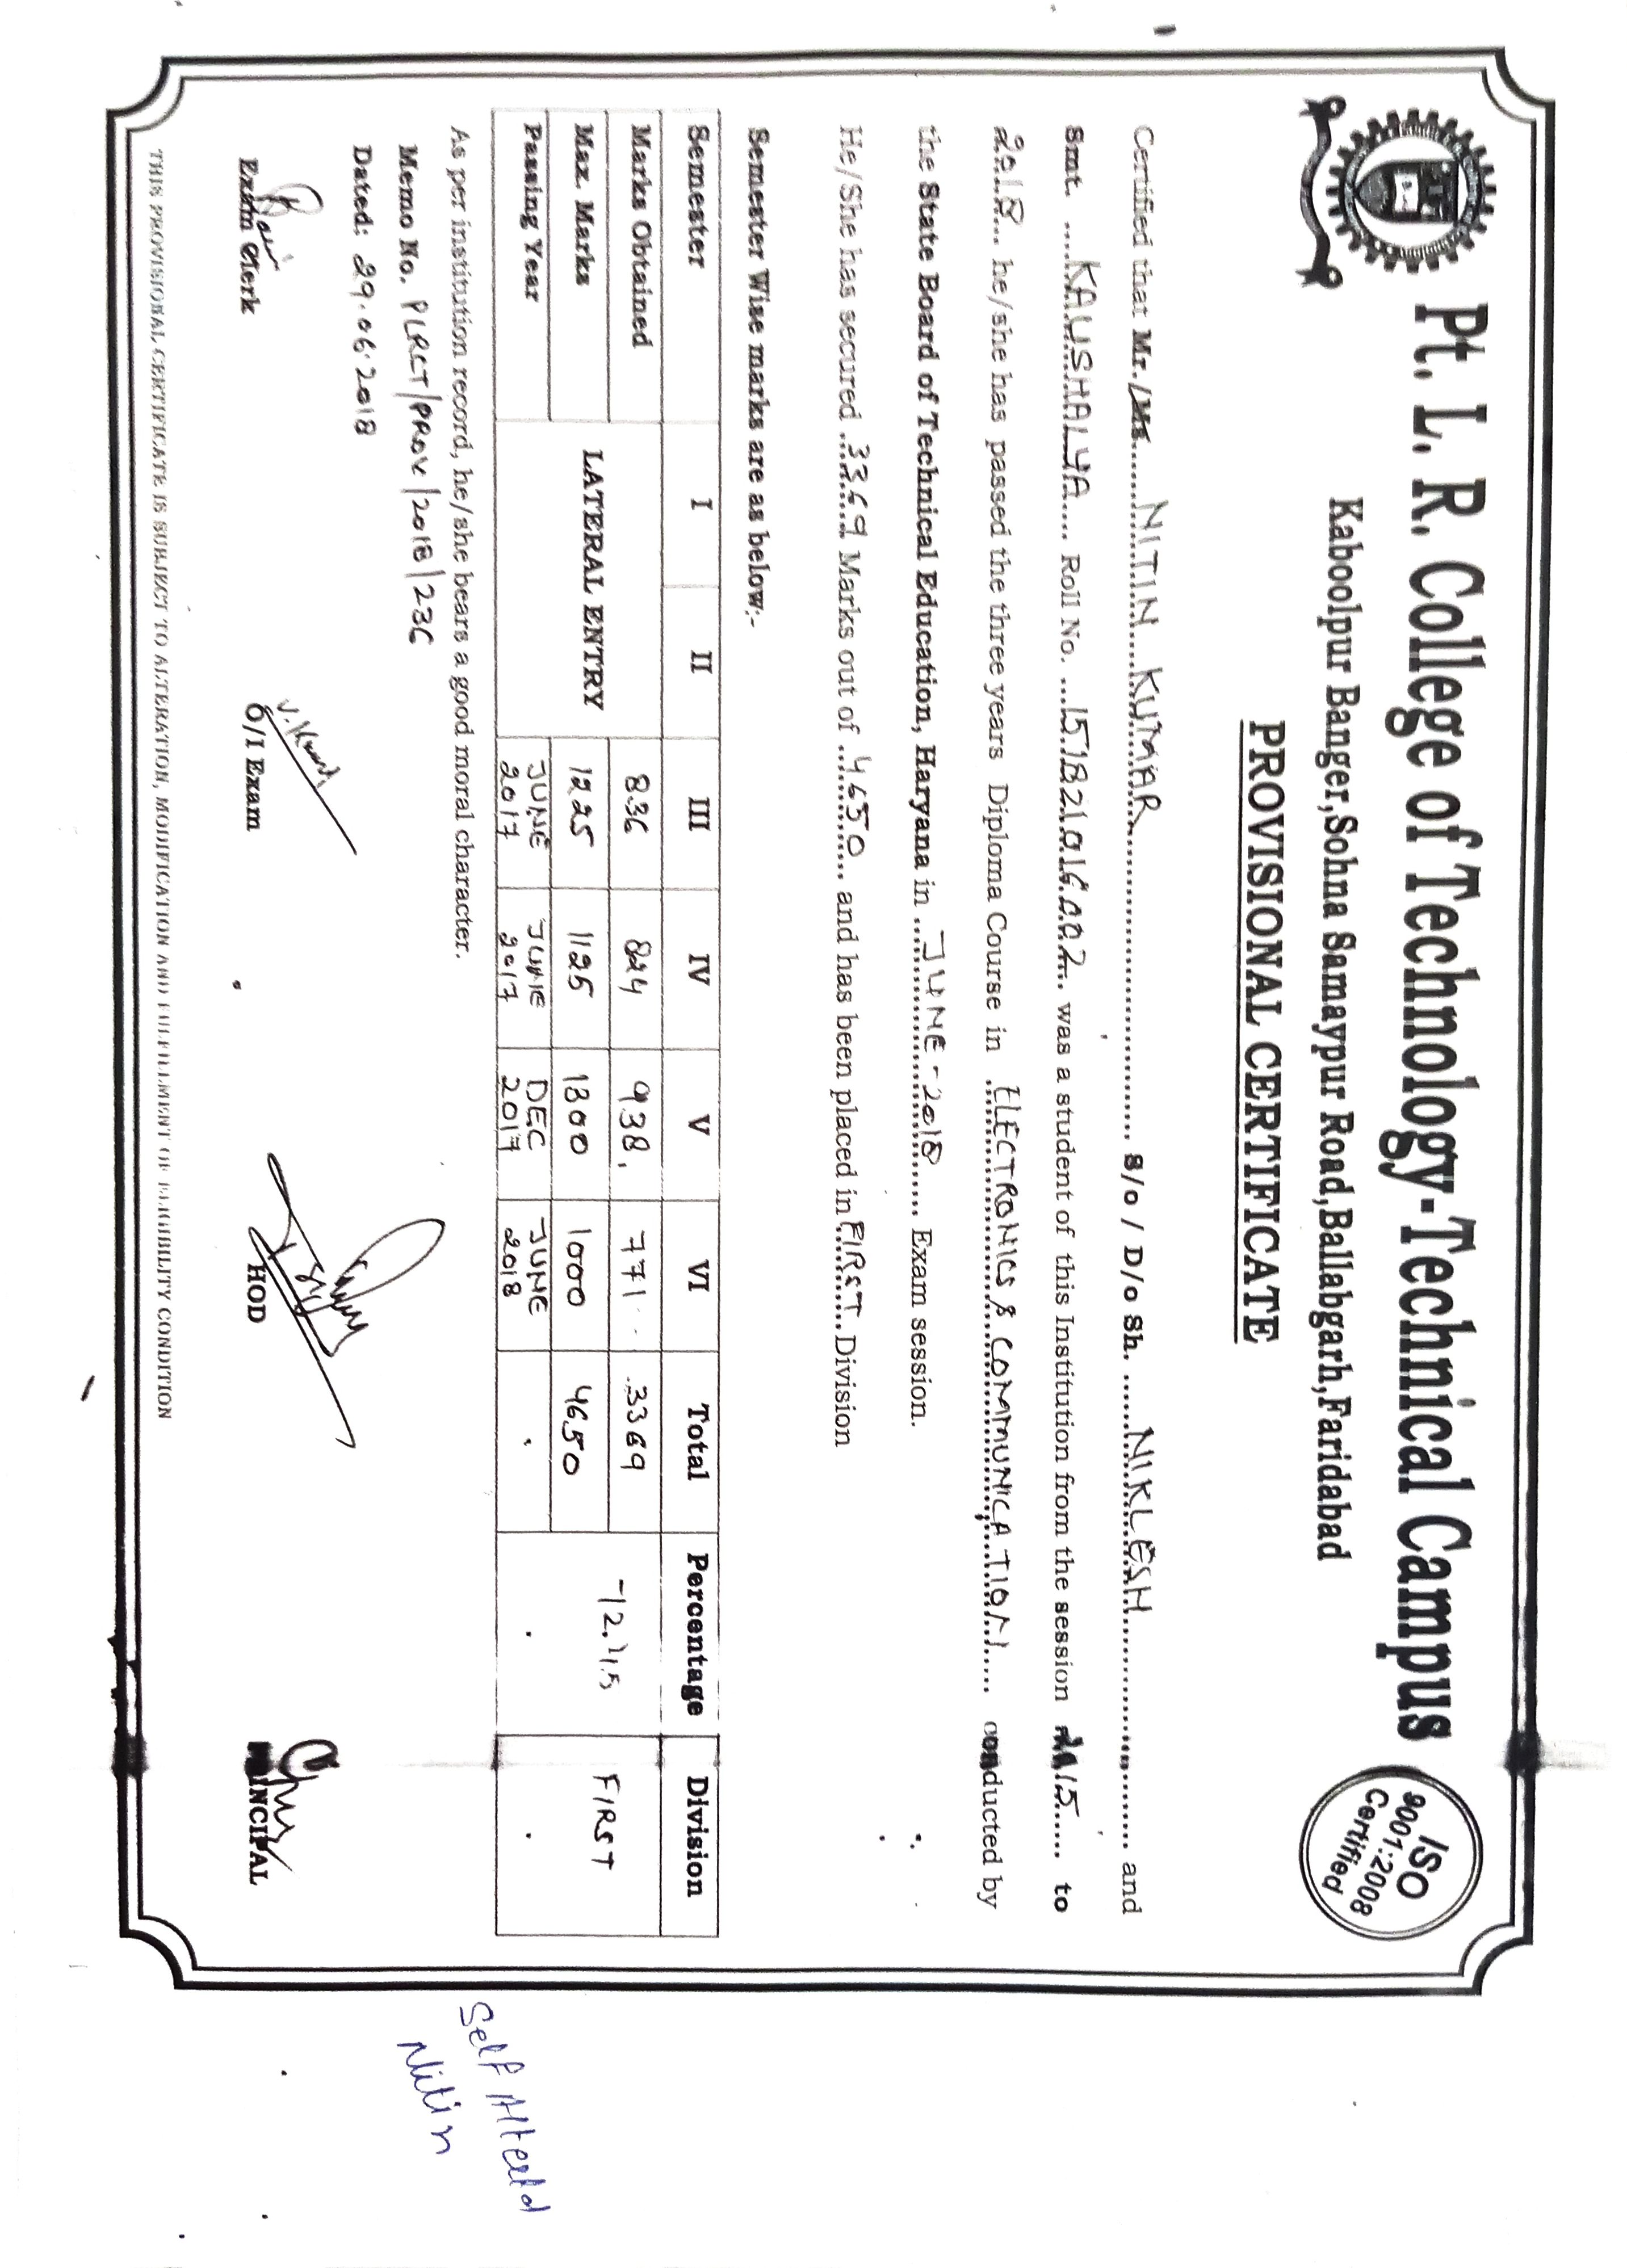 Pt. L. R. College of Technology-Technical Campus
ISO
9001:2008
Certified
Kaboolpur Banger,Sohna Samaypur Road,Ballabgarh,Faridabad
PROVISIONAL CERTIFICATE
Certified that Mr./Ms. NITIN KUMAR S/o / D/o Sh. NIKLESH and
Smt. KAUSHALYA Roll No. was a student of this Institution from the session 2015 to
2018 he/she has passed the three years Diploma Course in ELECTRONICS & COMMUNICATION conducted by
the State Board of Technical Education, Haryana in JUNE-2018 Exam session.
He/She has secured 3369 Marks out of 4650 and has been placed in FIRST Division
Semester Wise marks are as below:-
Semester I II III IV V VI Total Percentage Division
Marks Obtained LATERAL ENTRY 836 824 938 771 3369 FIRST
Max. Marks 1225 1125 1300 1000 4650
Passing Year JUNE 2017 JUNE 2017 DEC 2017 JUNE 2018
As per institution record, he/she bears a good moral character.
Memo No. PLRCT/PROV/2018/236
Dated: 29.06.2018
Exam Clerk O/I Exam HOD PRINCIPAL
THIS PROVISIONAL CERTIFICATE IS SUBJECT TO ALTERATION, MODIFICATION AND FULFILLMENT OF ELIGIBILITY CONDITION
Self Atteeld
Nitin